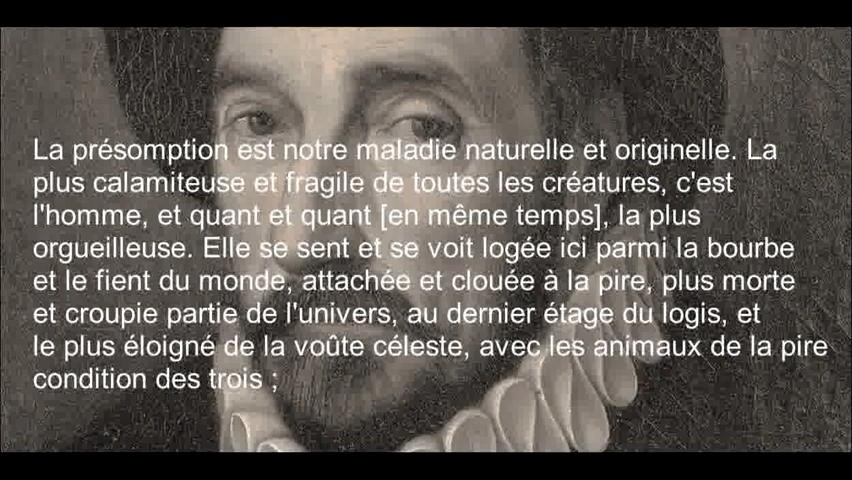 La présomption est notre maladie naturelle et originelle. La
plus calamiteuse et fragile de toutes les créatures, c'est
l'homme, et quant et quant [en même temps], la plus
orgueilleuse. Elle se sent et se voit logée ici parmi la bourbe
et le fient du monde, attachée et clouée à la pire, plus morte
et croupie partie de l'univers, au dernier étage du logis, et
le plus éloigné de la voûte céleste, avec les animaux de la pire
condition des trois ;